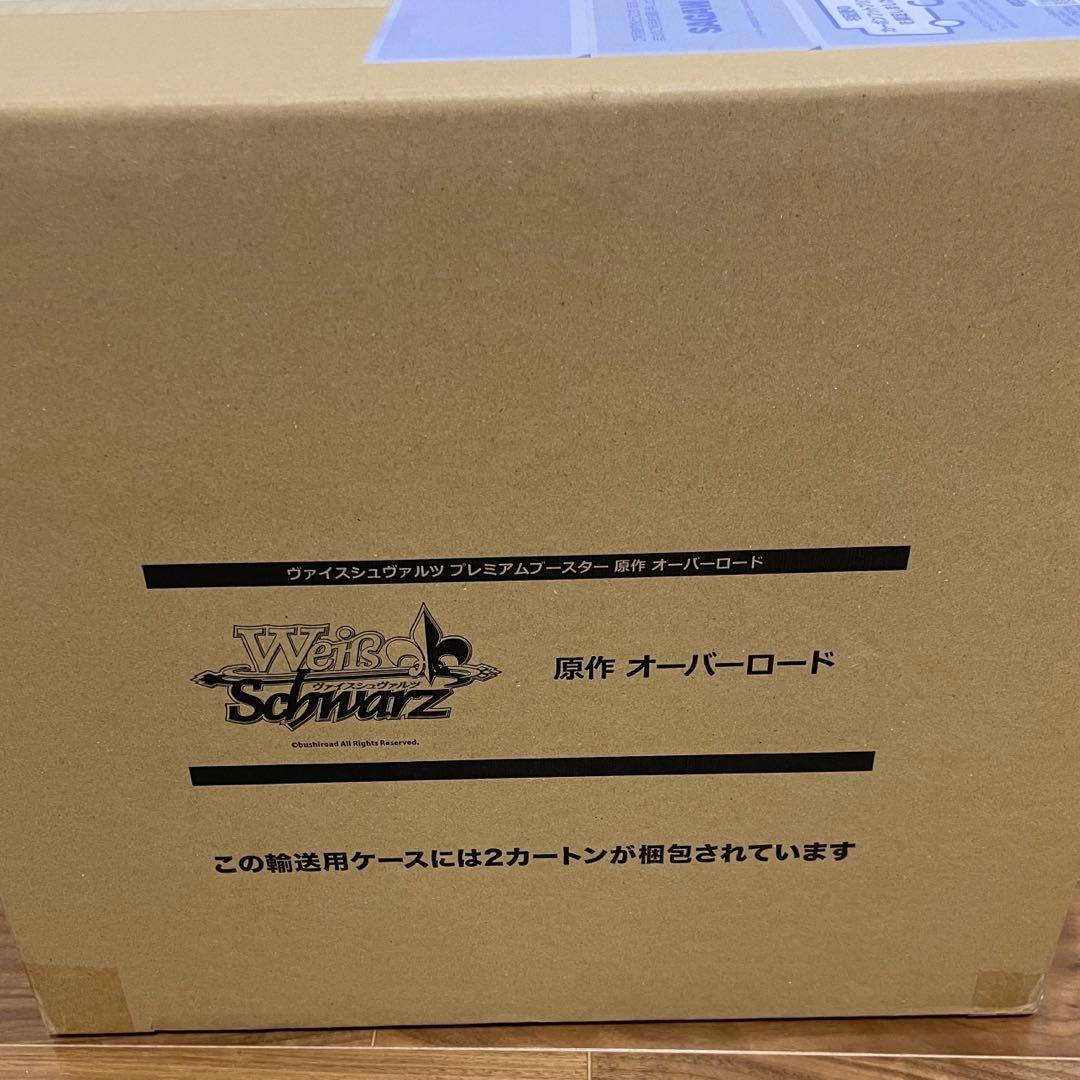 ヴァイスシュヴァルツ プレミアムブースター 原作 オーバーロード
Weiß
ヴァイスシュヴァルツ
Schwarz
©bushiroad All Rights Reserved.
原作 オーバーロード
この輸送用ケースには2カートンが梱包されています